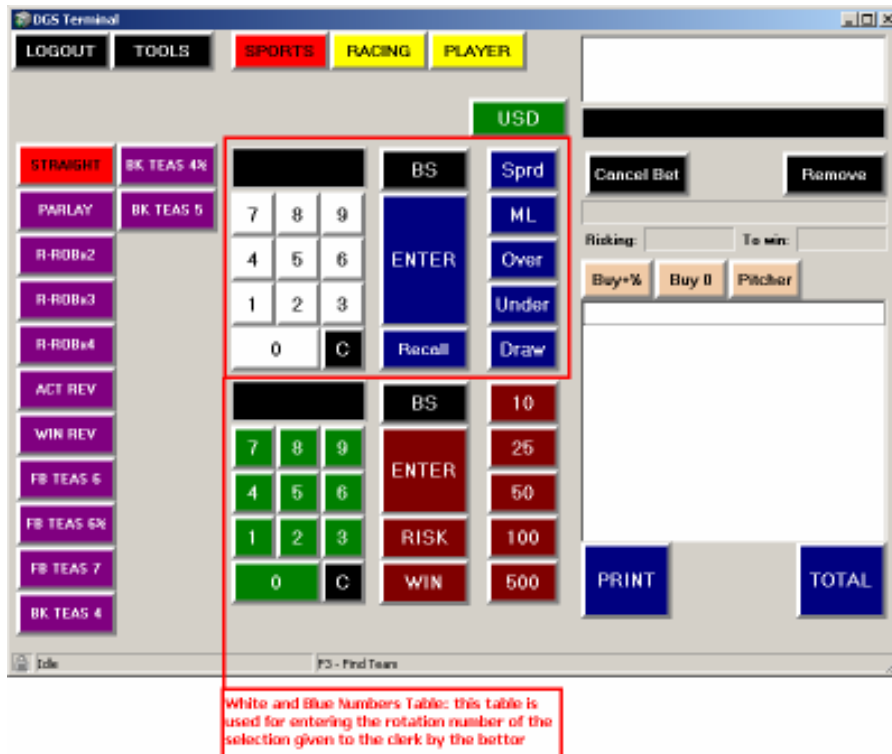 DGS Terminal
LOGOUT TOOLS SPORTS RACING PLAYER
USD
STRAIGHT BK TEAS 4½ BS Sprd Cancel Bet Remove
PARLAY BK TEAS 5 7 8 9 ENTER ML
Risking: To win:
R-ROBx2 4 5 6 Over Buy+% Buy 0 Pitcher
R-ROBx3 1 2 3 Under
R-ROBx4 0 C Recall Draw
ACT REV BS 10
WIN REV 7 8 9 ENTER 25
FB TEAS 6 4 5 6 50
FB TEAS 6½ 1 2 3 RISK 100
FB TEAS 7 0 C WIN 500 PRINT TOTAL
BK TEAS 4
Idle F3 - Find Team
White and Blue Numbers Table: this table is
used for entering the rotation number of the
selection given to the clerk by the bettor